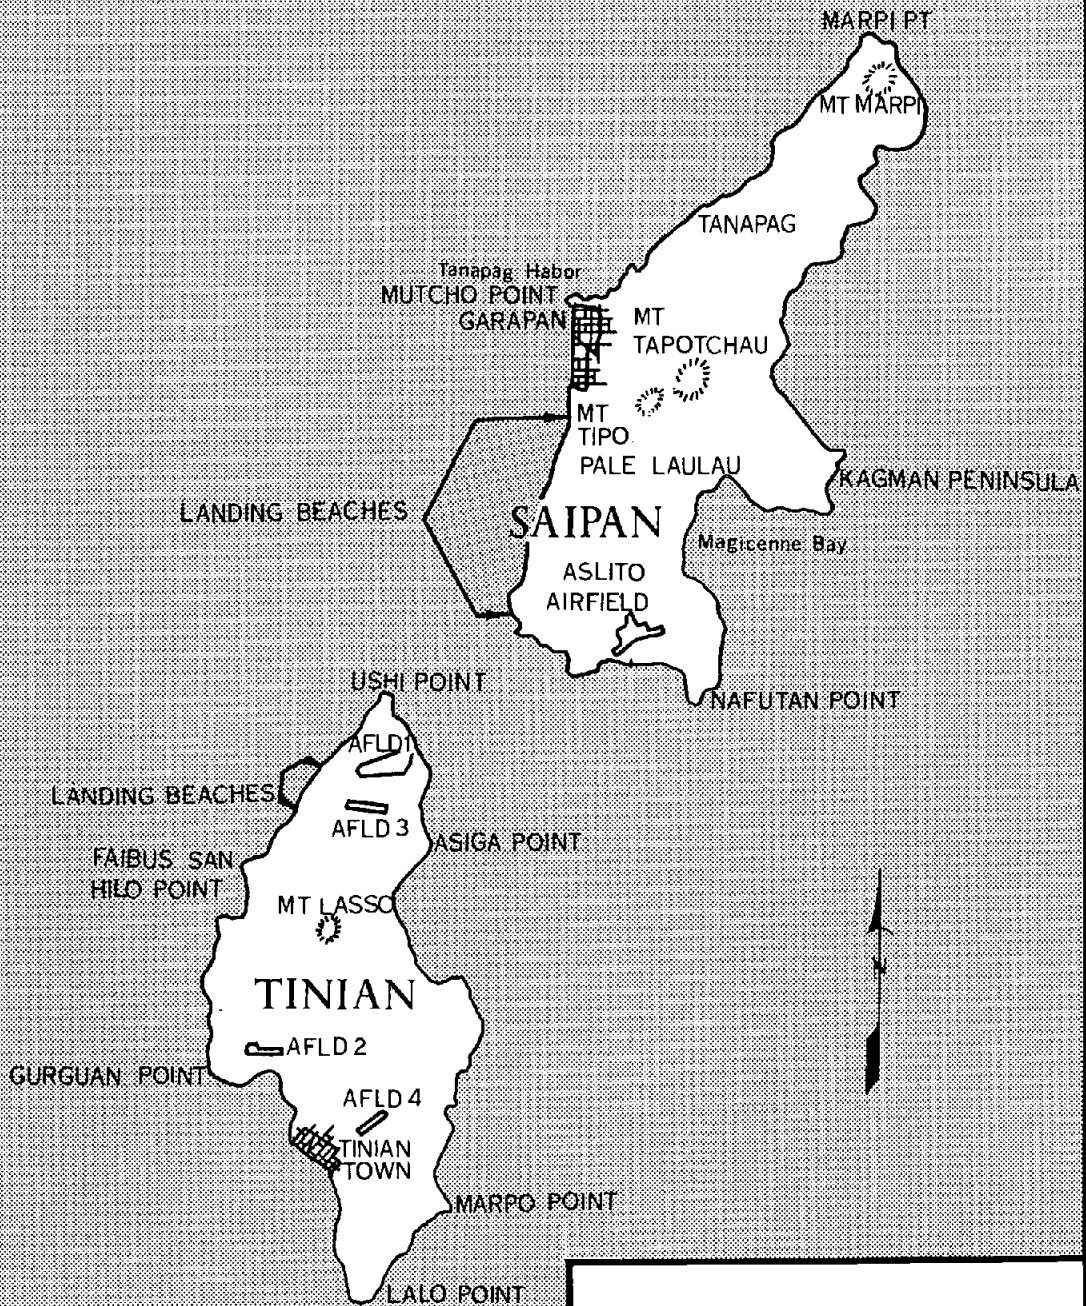 MARPI PT
MT MARPI
TANAPAG
Tanapag Habor
MUTCHO POINT
GARAPAN
MT
TAPOTCHAU
MT
TIPO
PALE LAULAU
KAGMAN PENINSULA
LANDING BEACHES
SAIPAN
Magicenne Bay
ASLITO
AIRFIELD
NAFUTAN POINT
USHI POINT
AFLD 1
LANDING BEACHES
AFLD 3
ASIGA POINT
FAIBUS SAN
HILO POINT
MT LASSO
TINIAN
AFLD 2
GURGUAN POINT
AFLD 4
TINIAN
TOWN
MARPO POINT
LALO POINT
N